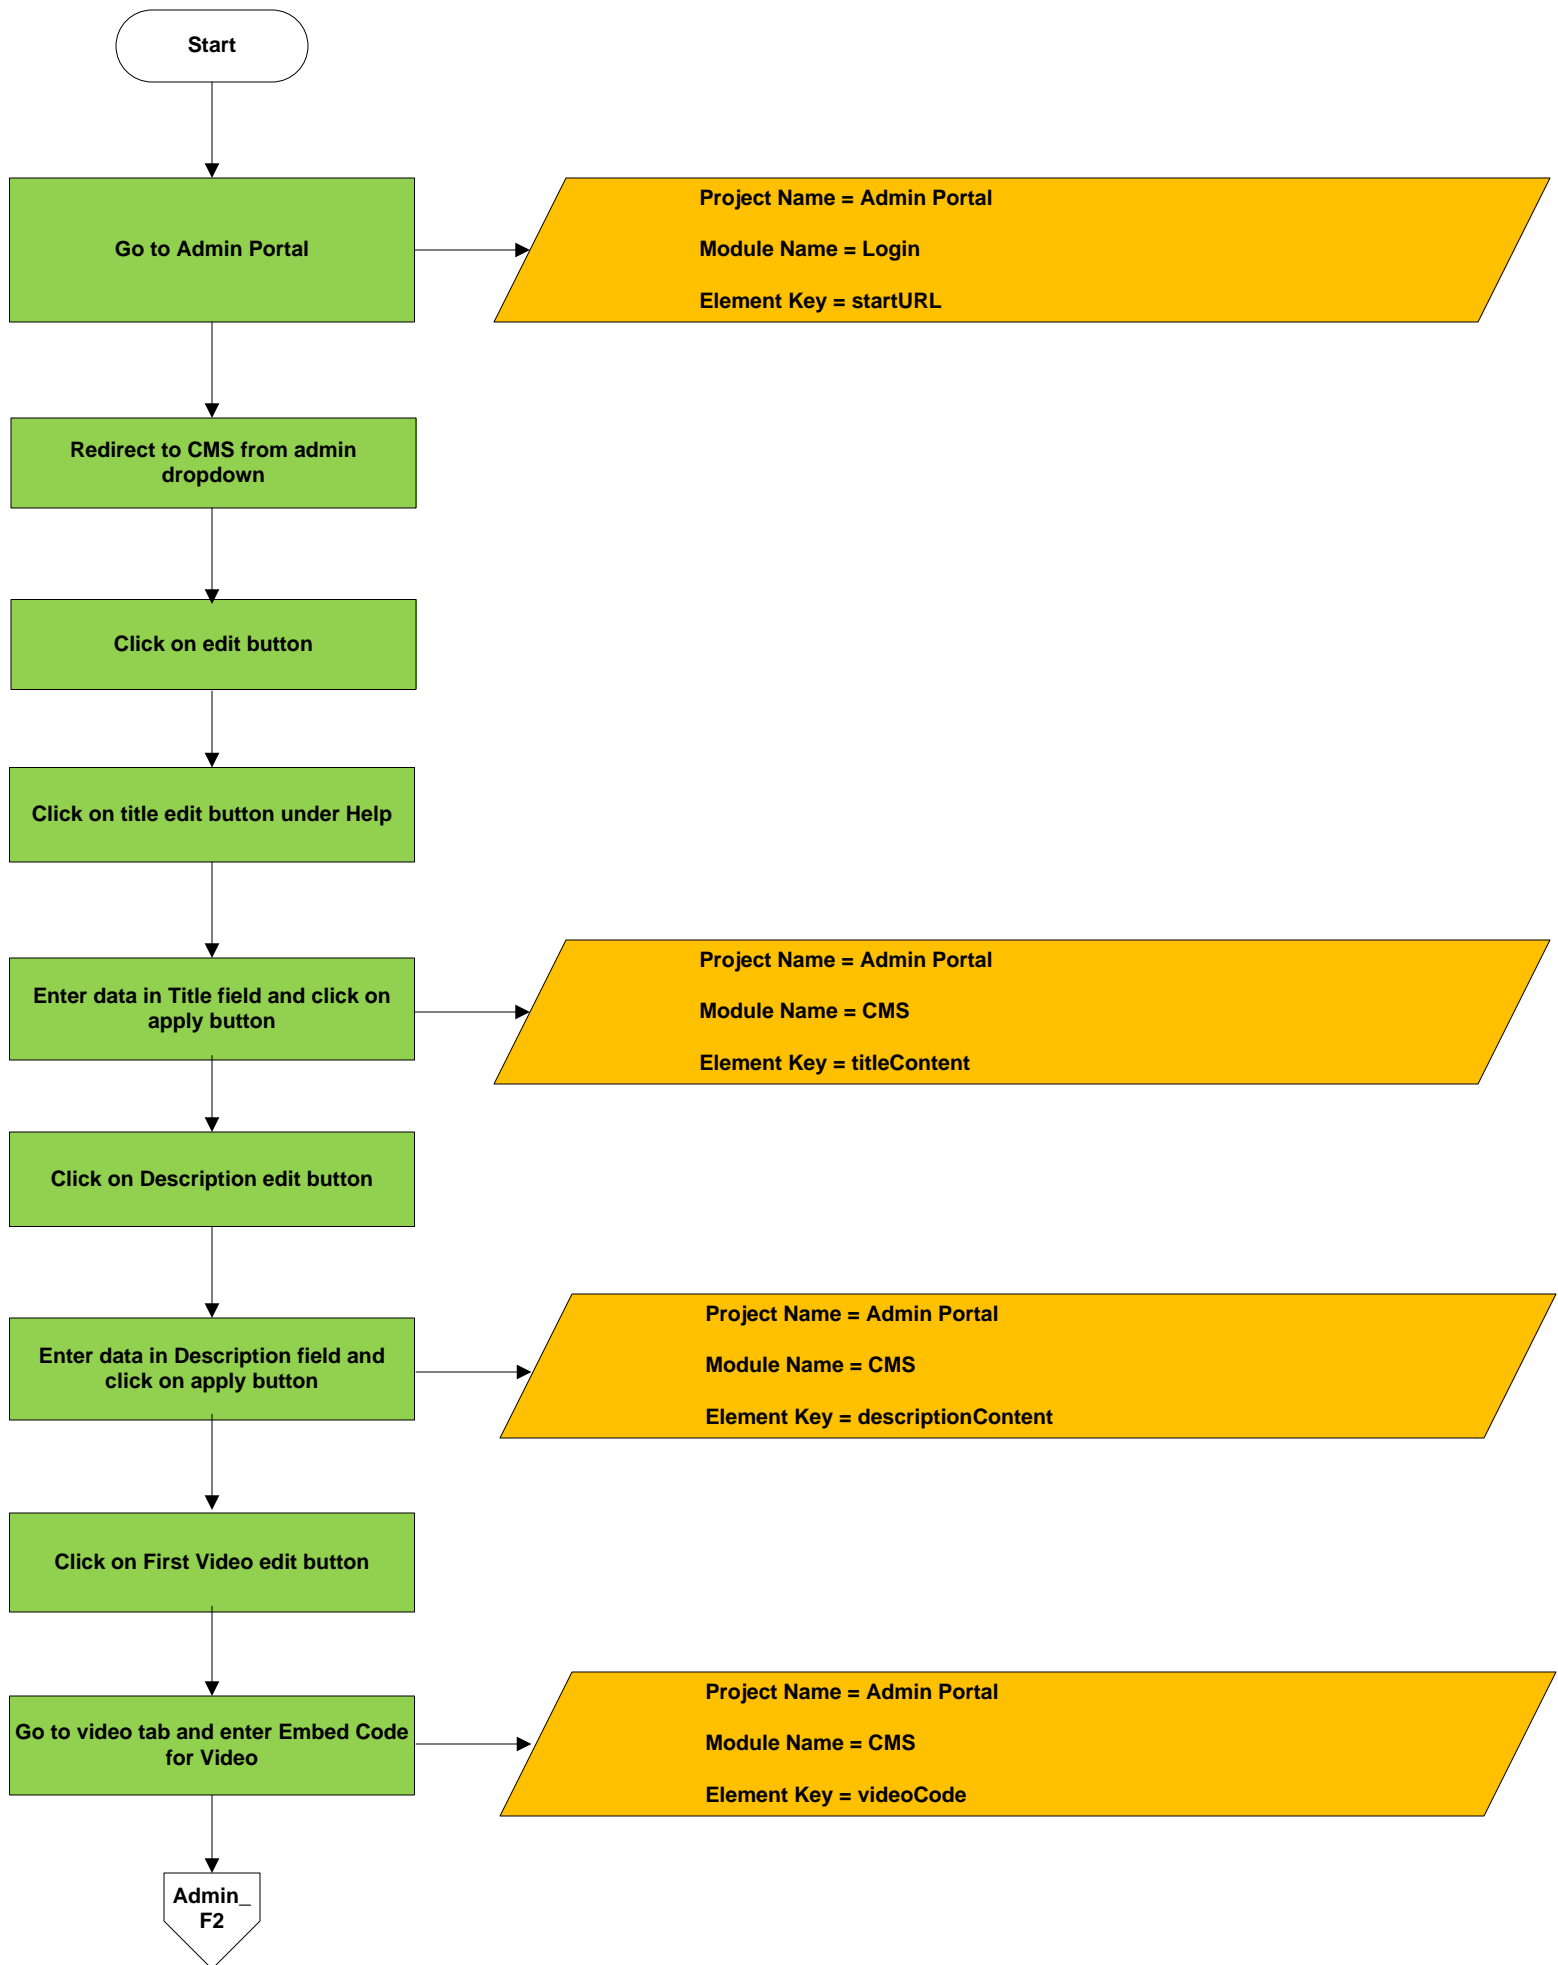 Start
Go to Admin Portal
Project Name = Admin Portal
Module Name = Login
Element Key = startURL
Redirect to CMS from admin
dropdown
Click on edit button
Click on title edit button under Help
Enter data in Title field and click on
apply button
Project Name = Admin Portal
Module Name = CMS
Element Key = titleContent
Click on Description edit button
Enter data in Description field and
click on apply button
Project Name = Admin Portal
Module Name = CMS
Element Key = descriptionContent
Click on First Video edit button
Go to video tab and enter Embed Code
for Video
Project Name = Admin Portal
Module Name = CMS
Element Key = videoCode
Admin_
F2